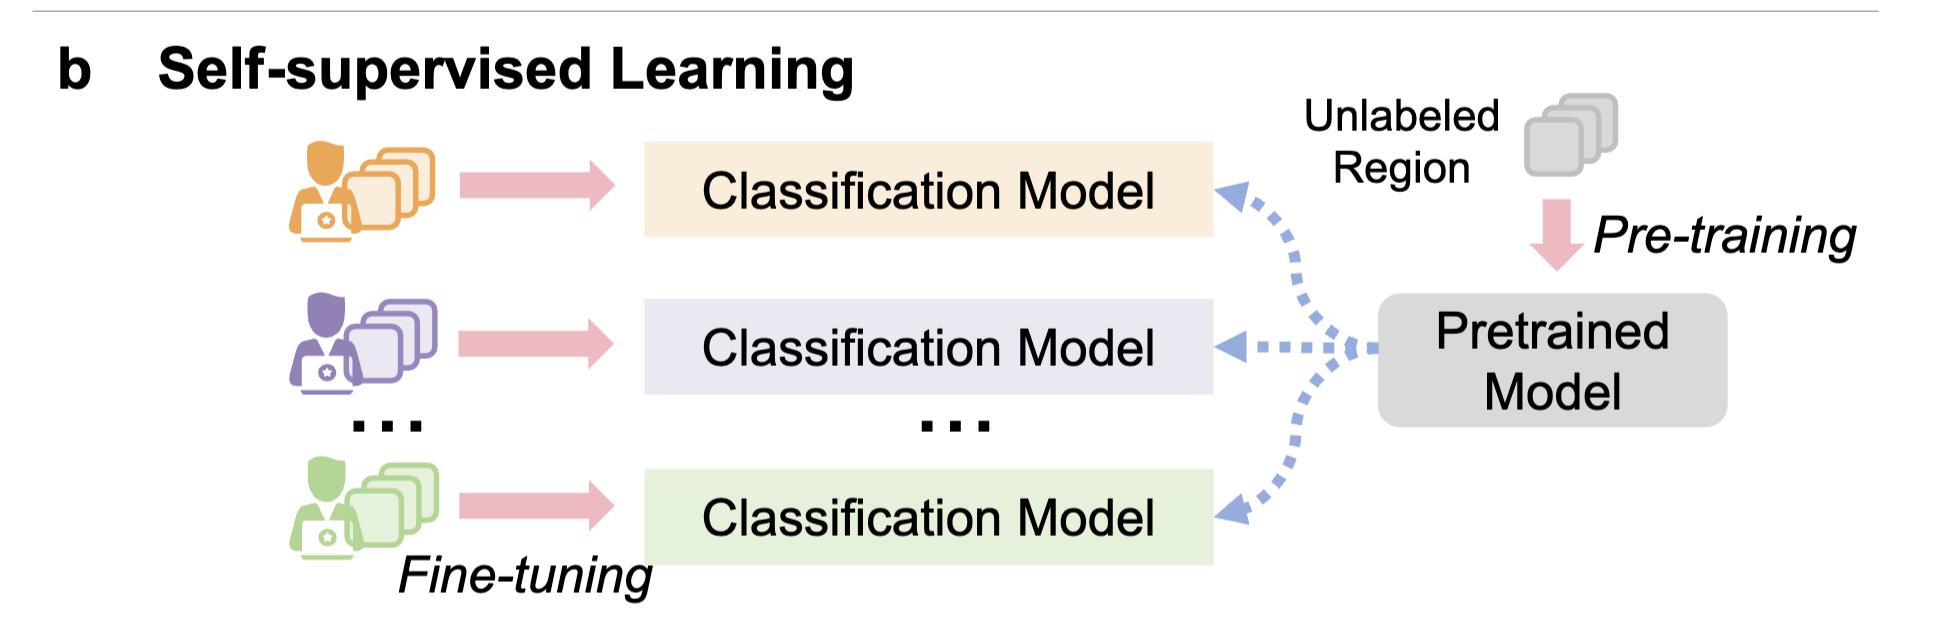 b Self-supervised Learning
Unlabeled
Region
Classification Model
Pre-training
Classification Model
Pretrained
Model
...
...
Classification Model
Fine-tuning